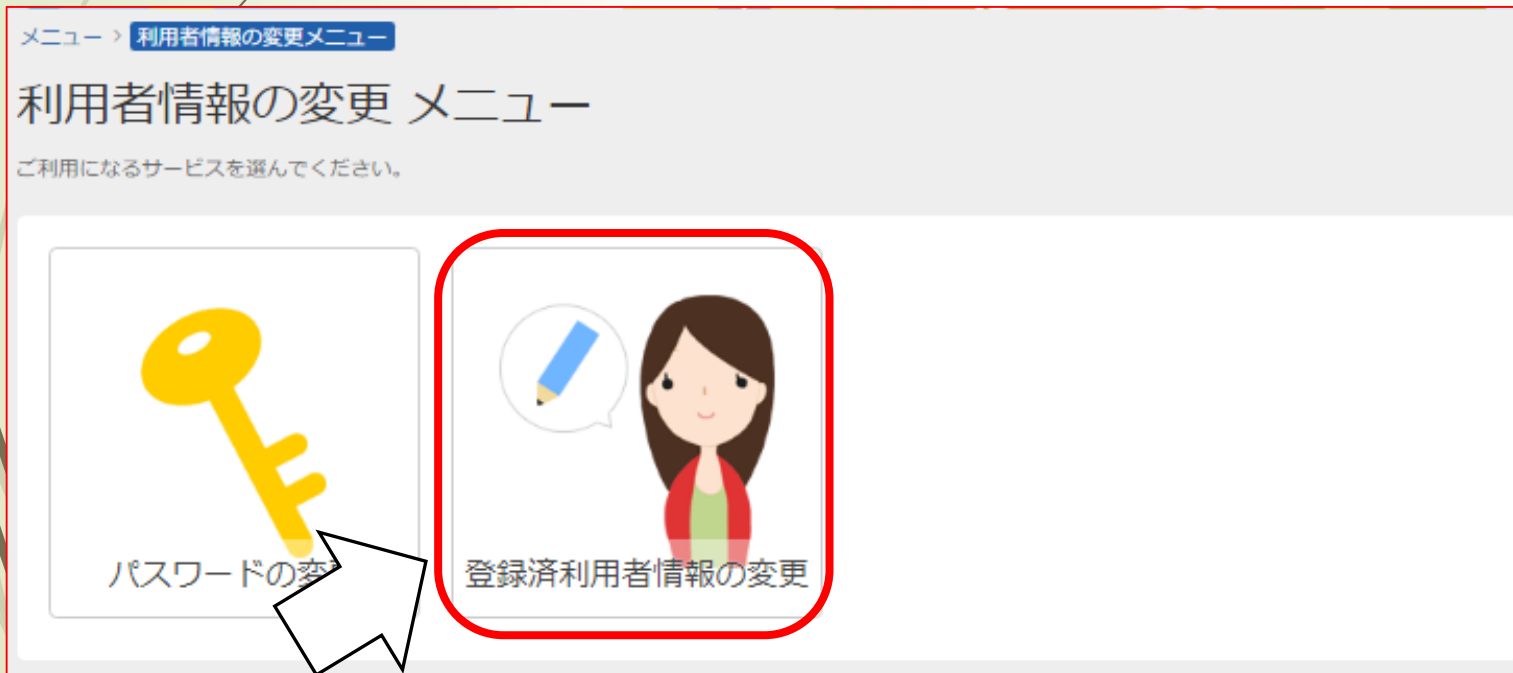 メニュー > 利用者情報の変更メニュー
利用者情報の変更 メニュー
ご利用になるサービスを選んでください。
パスワードの変
登録済利用者情報の変更